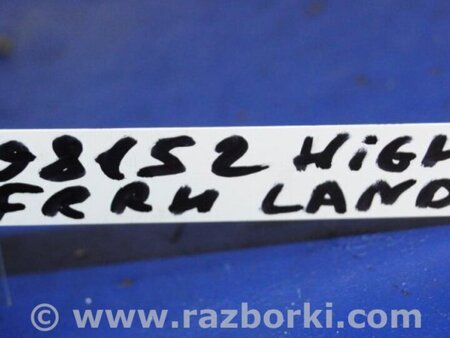 98152 HIGH
FRRH LAND
© www.razborki.com